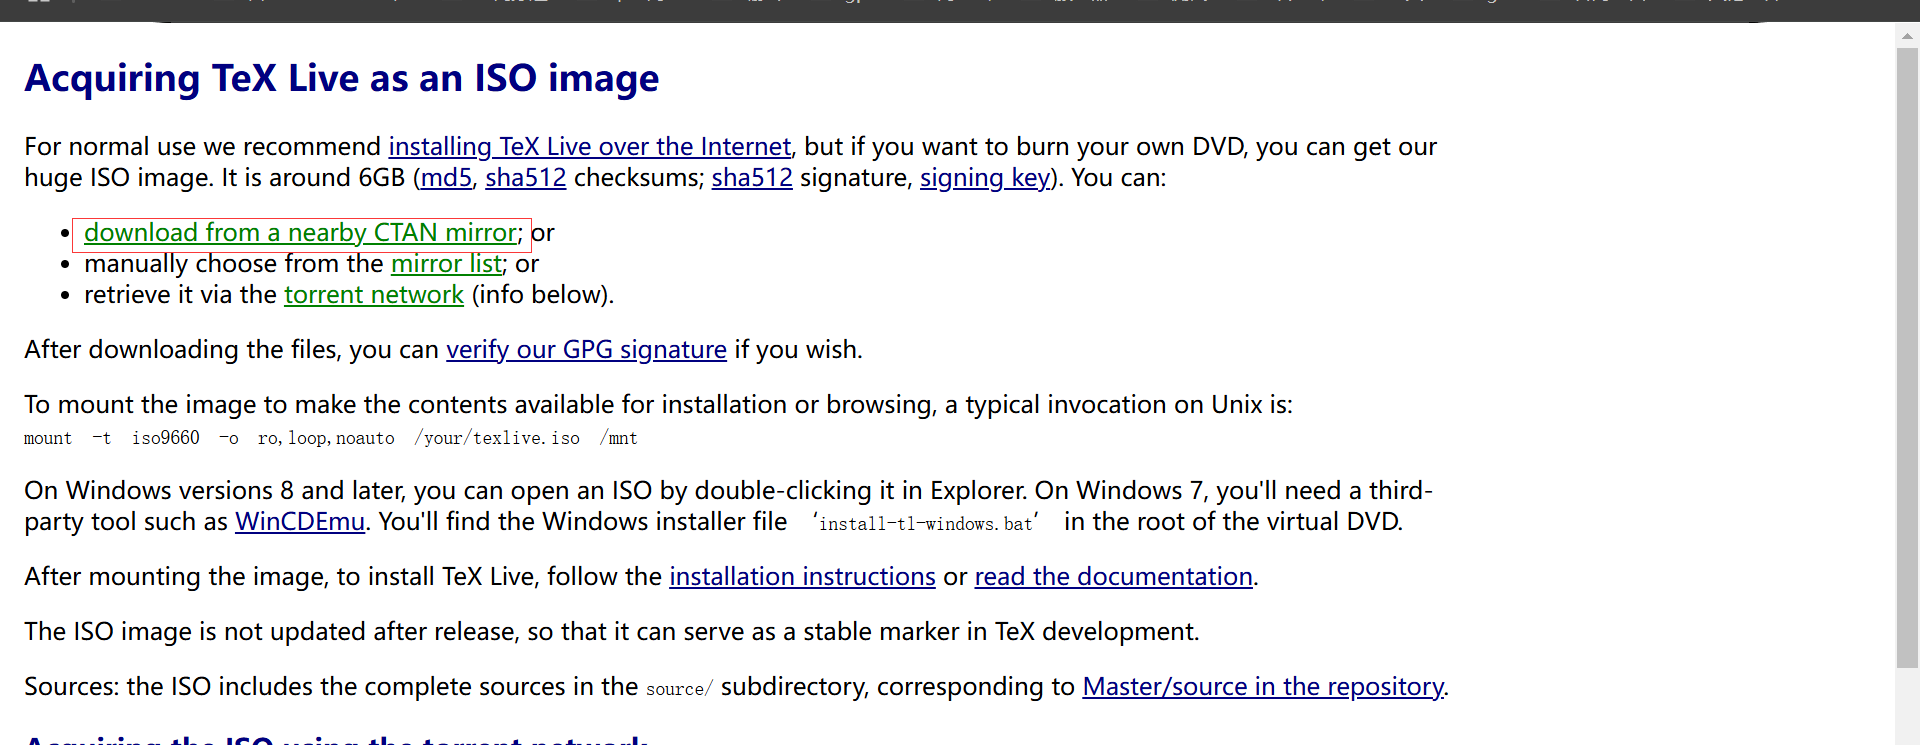 Acquiring TeX Live as an ISO image
For normal use we recommend installing TeX Live over the Internet, but if you want to burn your own DVD, you can get our
huge ISO image. It is around 6GB (md5, sha512 checksums; sha512 signature, signing key). You can:
• download from a nearby CTAN mirror; or
• manually choose from the mirror list; or
• retrieve it via the torrent network (info below).
After downloading the files, you can verify our GPG signature if you wish.
To mount the image to make the contents available for installation or browsing, a typical invocation on Unix is:
mount -t iso9660 -o ro,loop,noauto /your/texlive.iso /mnt
On Windows versions 8 and later, you can open an ISO by double-clicking it in Explorer. On Windows 7, you'll need a third-
party tool such as WinCDEmu. You'll find the Windows installer file ‘install-tl-windows.bat’ in the root of the virtual DVD.
After mounting the image, to install TeX Live, follow the installation instructions or read the documentation.
The ISO image is not updated after release, so that it can serve as a stable marker in TeX development.
Sources: the ISO includes the complete sources in the source/ subdirectory, corresponding to Master/source in the repository.
Acquiring the ISO using the torrent network